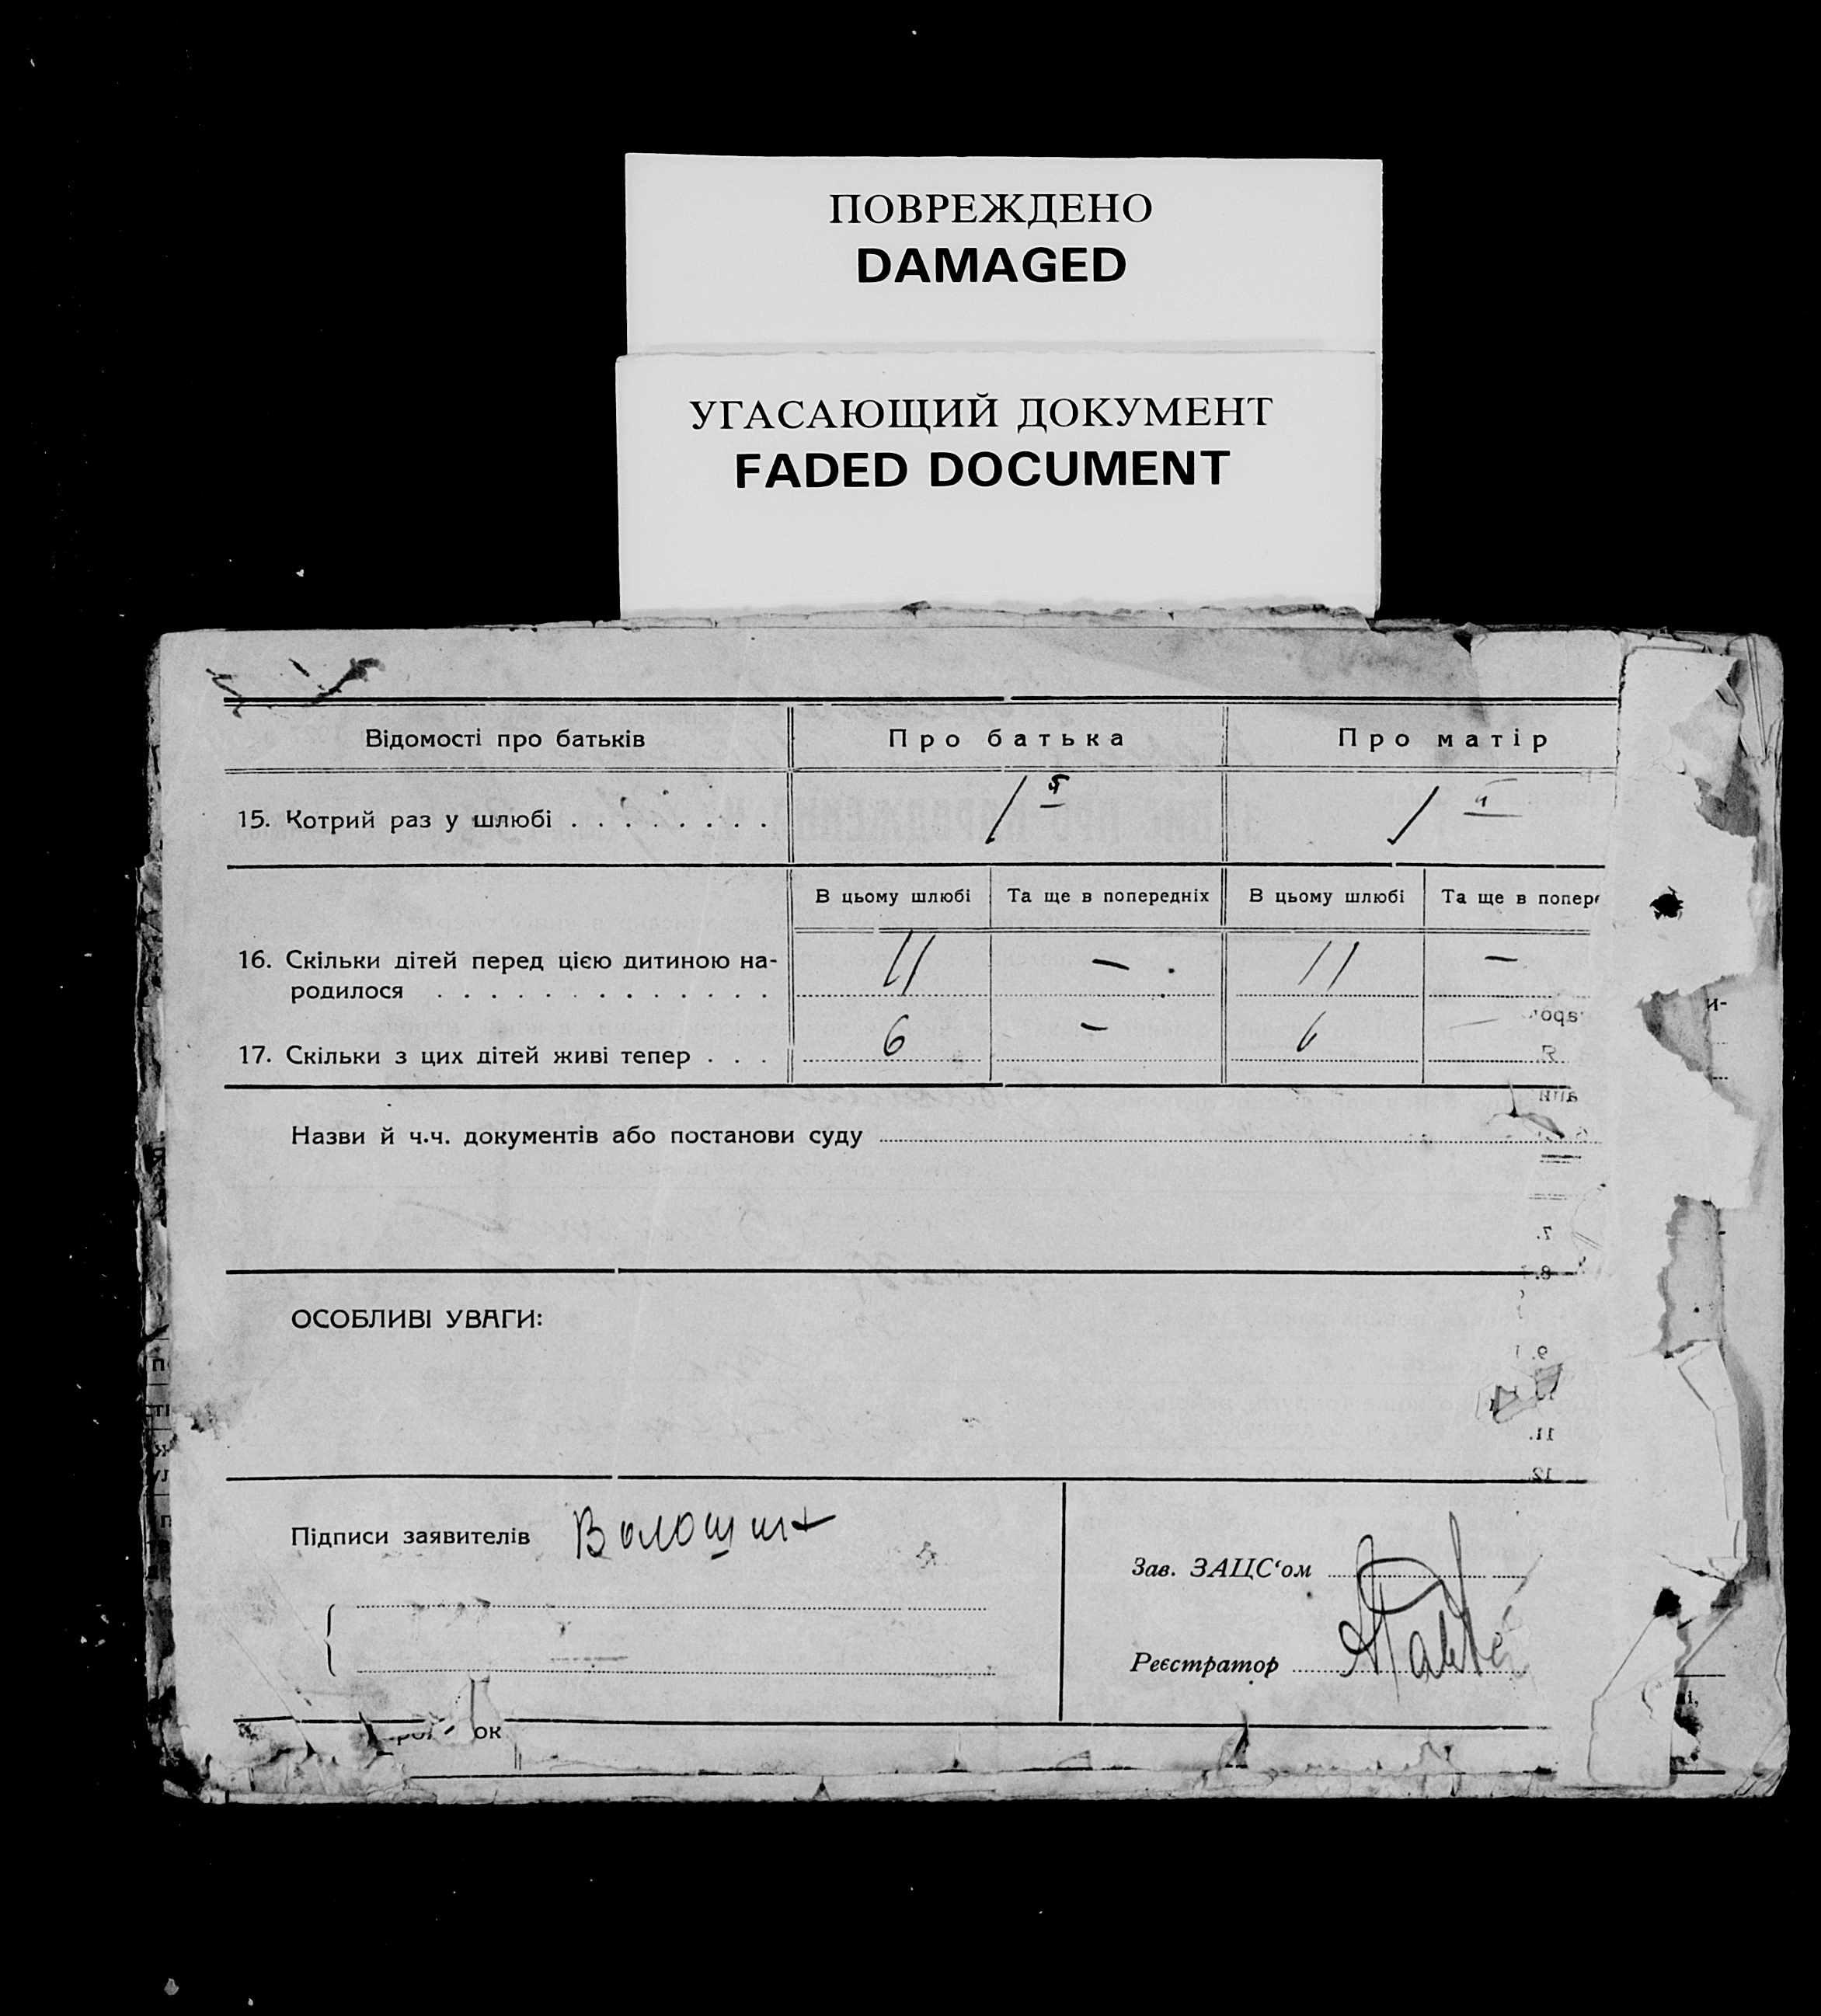 ПОВРЕЖДЕНО
DAMAGED
УГАСАЮЩИЙ ДОКУМЕНТ
FADED DOCUMENT
Відомості про батьків Про батька Про матір
15. Котрий раз у шлюбі . . . . . . . . 1 й 1 й
В цьому шлюбі Та ще в попередніх В цьому шлюбі Та ще в попере
16. Скільки дітей перед цією дитиною на-
родилося . . . . . . . . . . . . . 11 — 11 —
17. Скільки з цих дітей живі тепер . . . 6 — 6 —
Назви й ч.ч. документів або постанови суду
ОСОБЛИВІ УВАГИ:
Підписи заявителів Волошин
Зав. ЗАЦС‘ом
Реєстратор